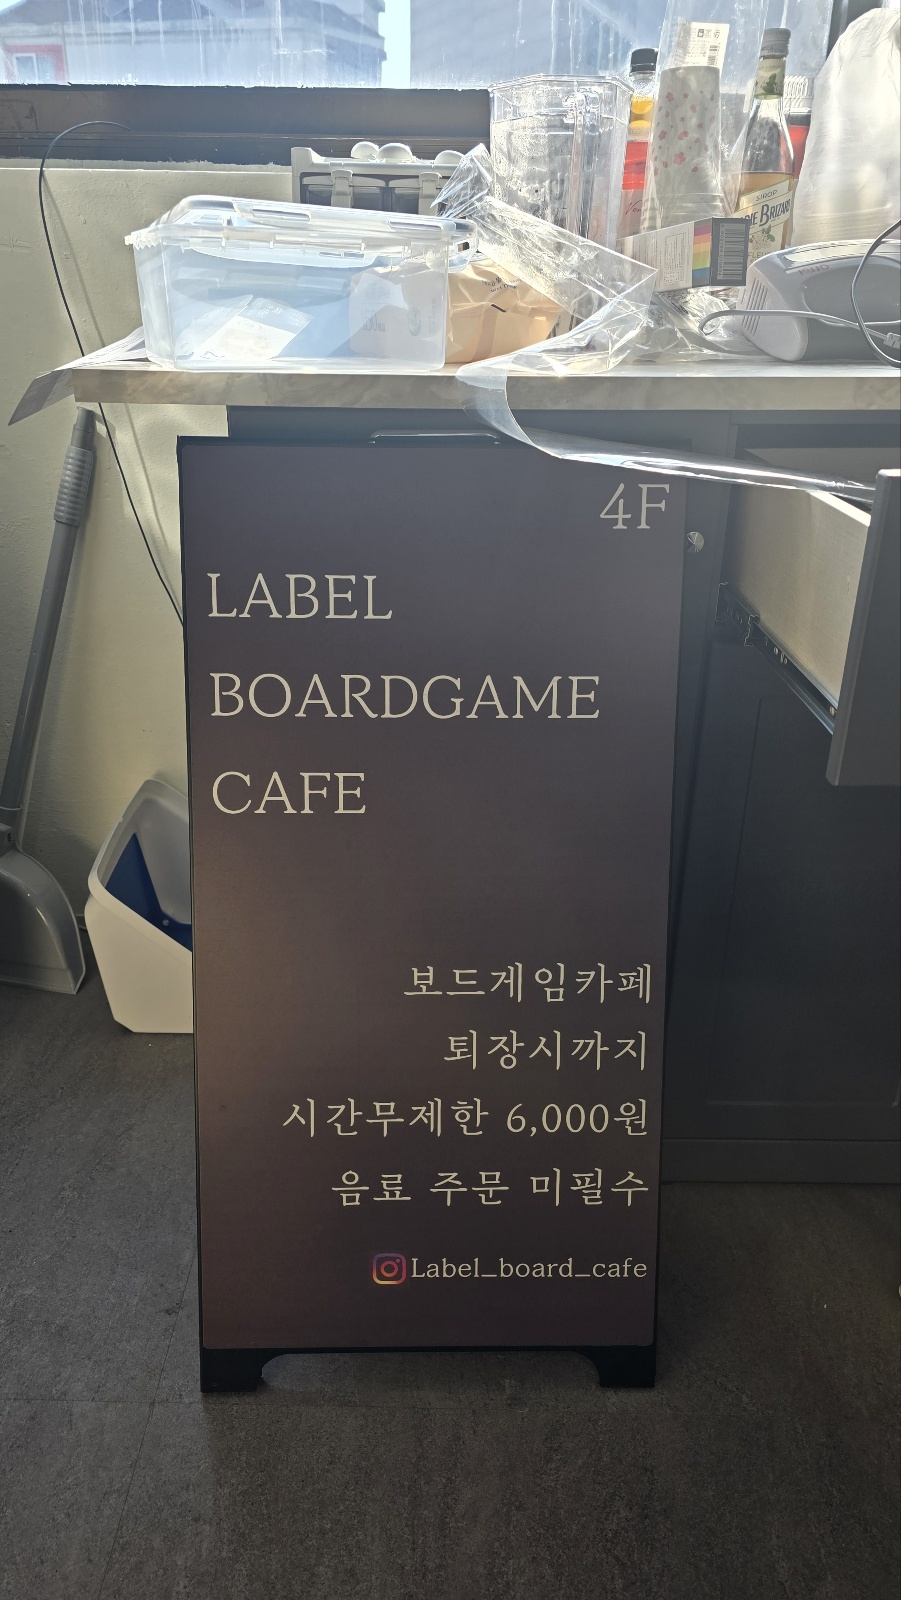 SIROP
4F
LABEL
BOARDGAME
CAFE
보드게임카페
퇴장시까지
시간무제한 6,000원
음료 주문 미필수
Label_board_cafe